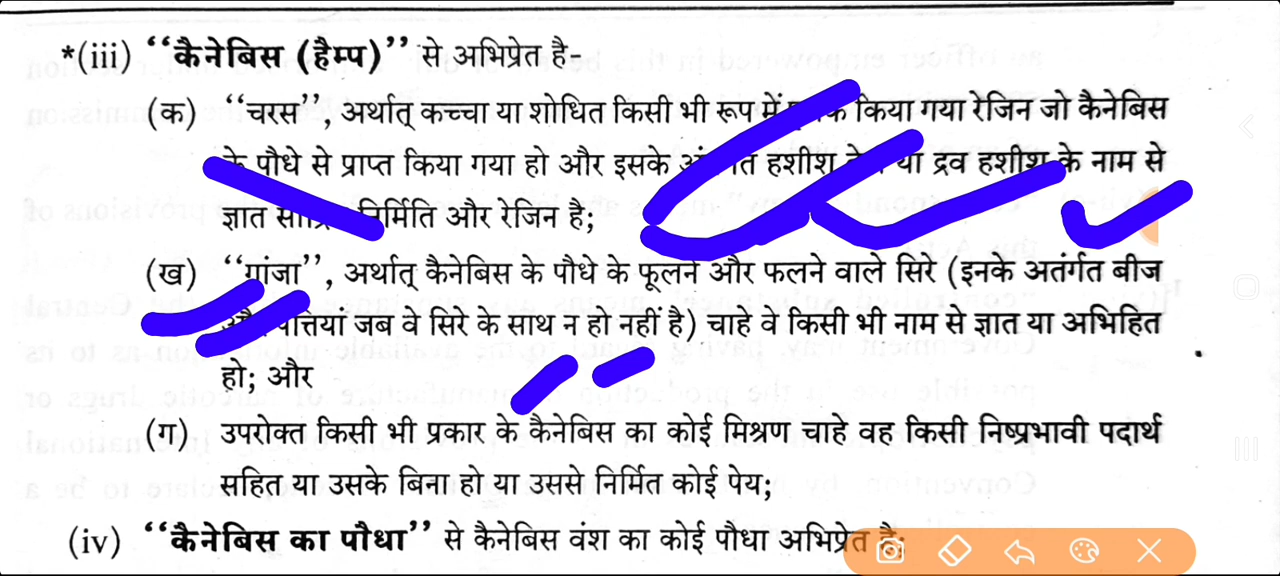 *(iii) “कैनेबिस (हैम्प)” से अभिप्रेत है-
(क) “चरस”, अर्थात् कच्चा या शोधित किसी भी रूप में किया गया रेजिन जो कैनेबिस
पौधे से प्राप्त किया गया हो और इसके हशीश या द्रव हशीश के नाम से
ज्ञात निर्मिति और रेजिन है;
(ख) “गांजा”, अर्थात् कैनेबिस के पौधे के फूलने और फलने वाले सिरे (इनके अतंर्गत बीज
पत्तियां जब वे सिरे के साथ न हो नहीं है) चाहे वे किसी भी नाम से ज्ञात या अभिहित
हो; और
(ग) उपरोक्त किसी भी प्रकार के कैनेबिस का कोई मिश्रण चाहे वह किसी निष्प्रभावी पदार्थ
सहित या उसके बिना हो या उससे निर्मित कोई पेय;
(iv) “कैनेबिस का पौधा” से कैनेबिस वंश का कोई पौधा अभिप्रेत है;